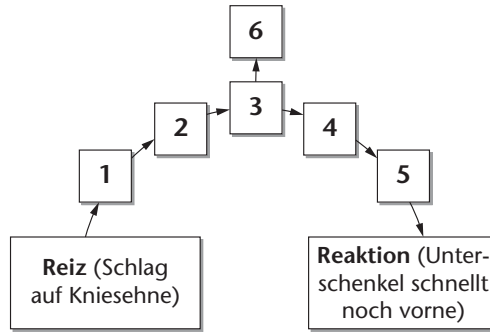 6
3
2
4
1
5
Reiz (Schlag
auf Kniesehne)
Reaktion (Unter-
schenkel schnellt
noch vorne)